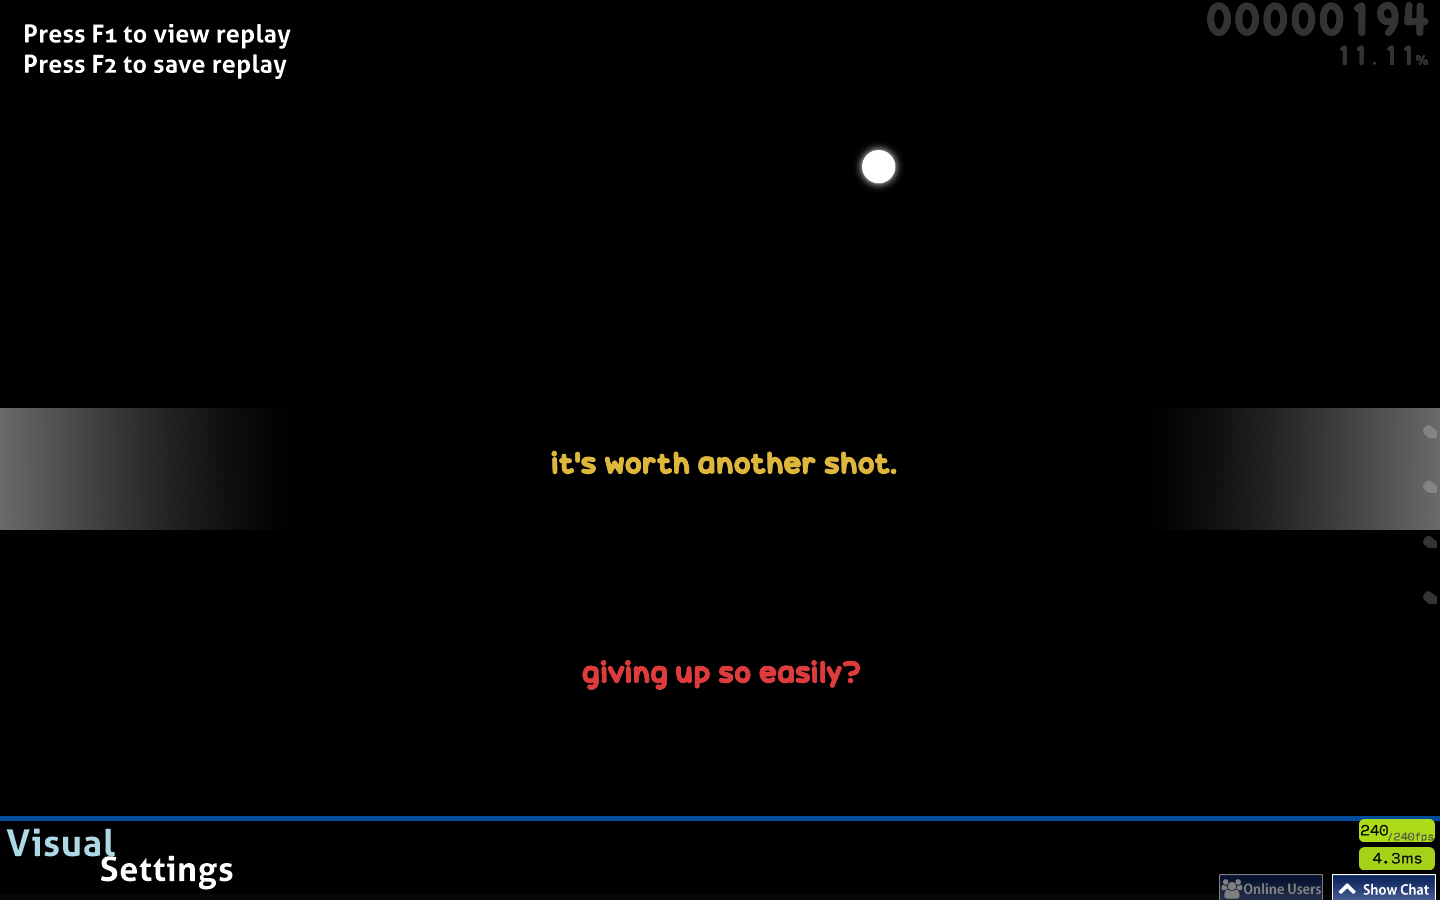 Press F1 to view replay
Press F2 to save replay
00000194
11.11%
it's worth another shot.
giving up so easily?
Visual
Settings
240/240fps
4.3ms
Online Users
Show Chat